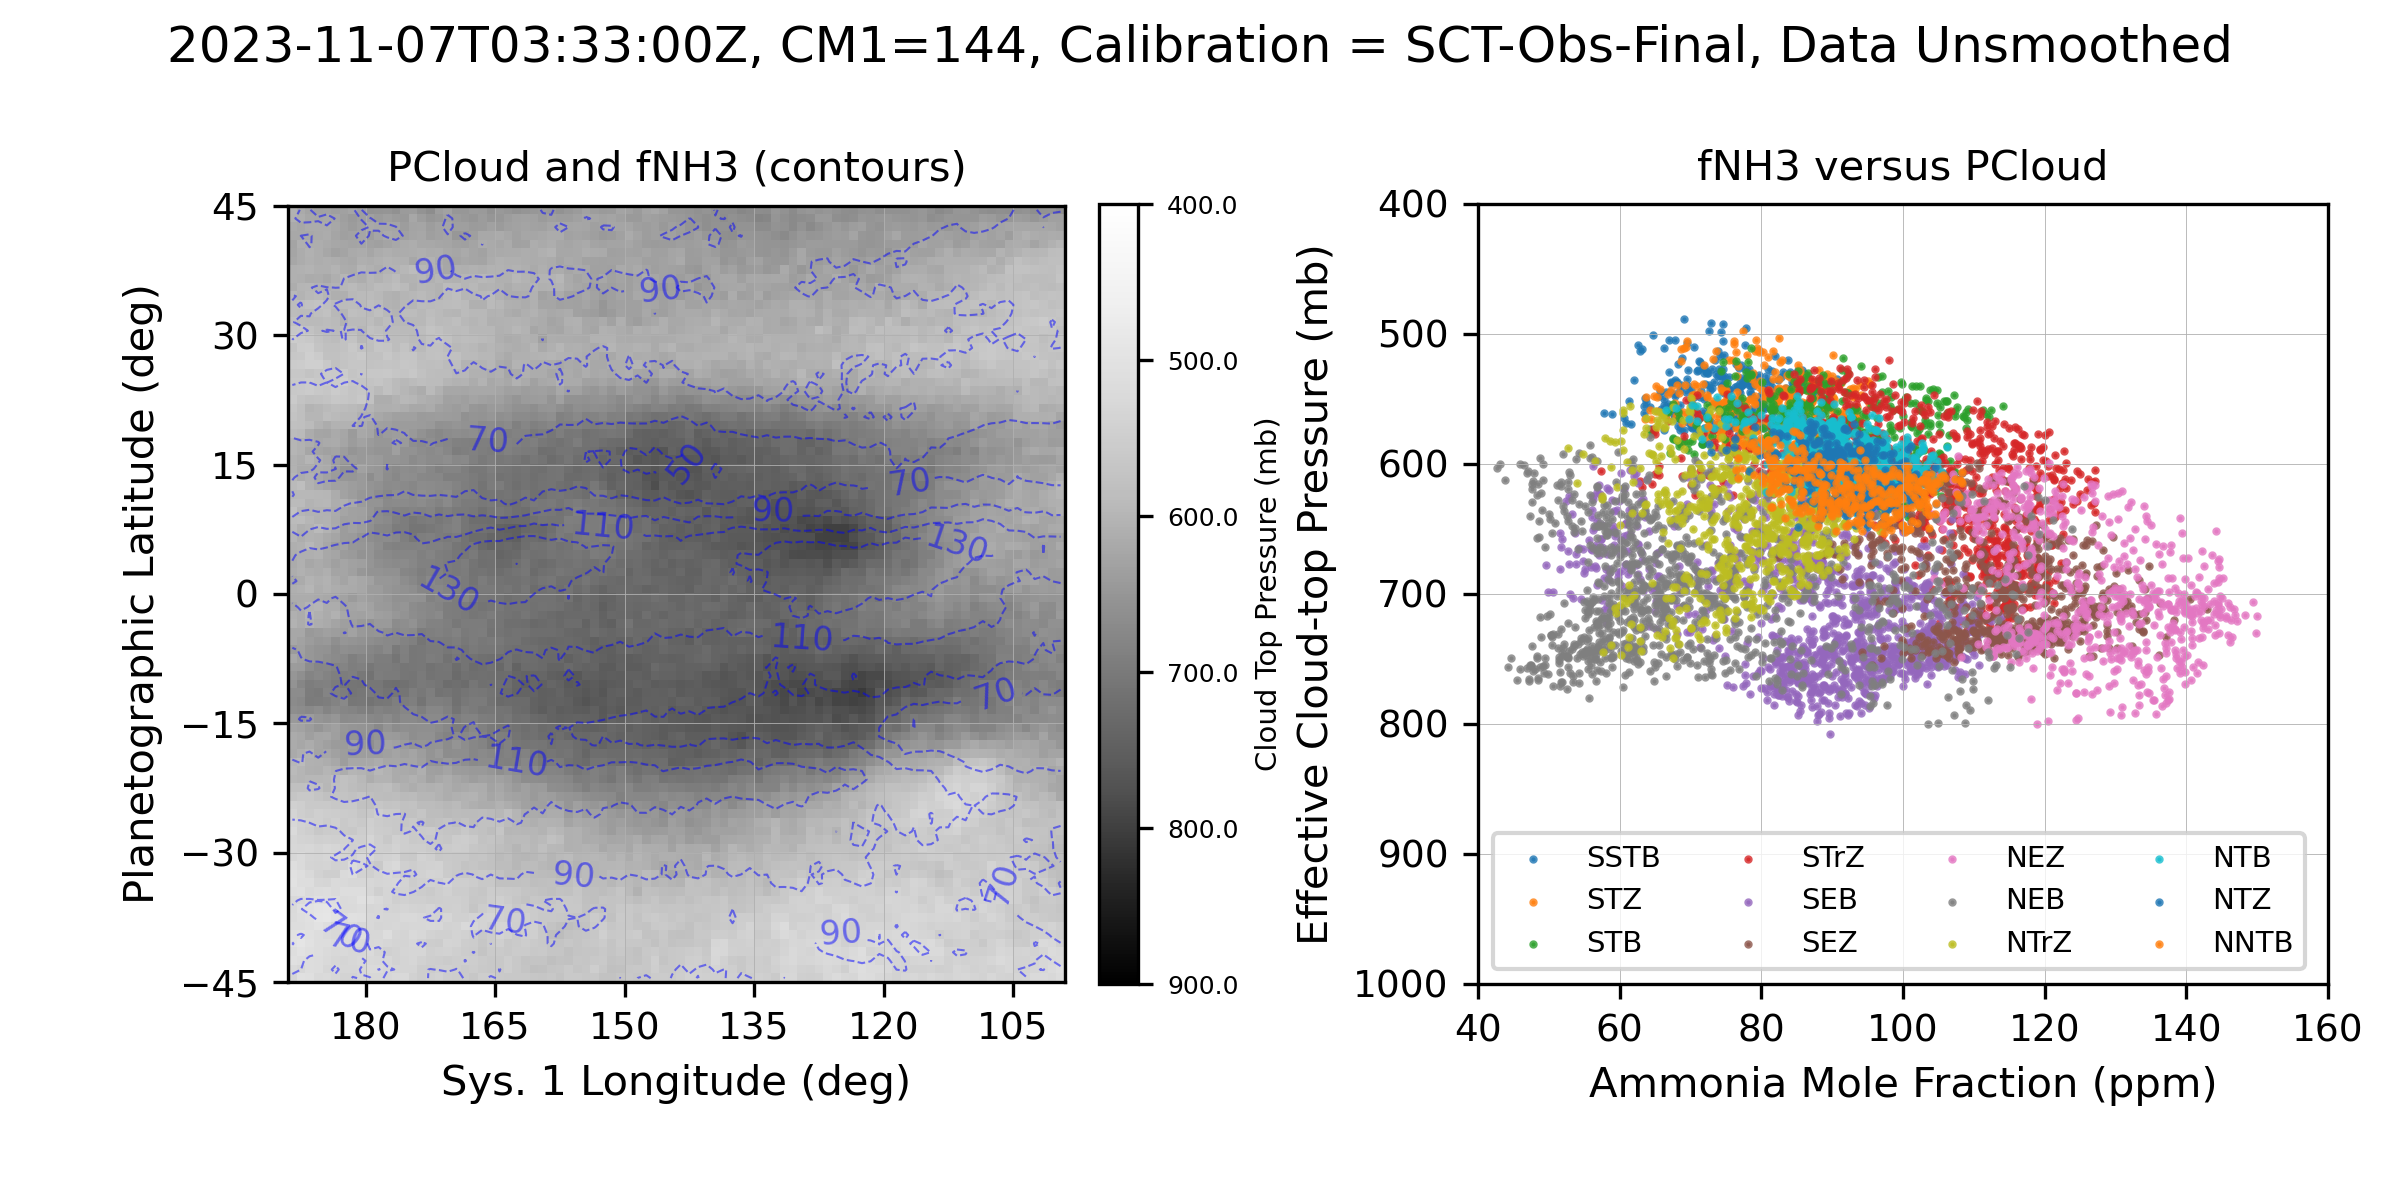 2023-11-07T03:33:00Z, CM1=144, Calibration = SCT-Obs-Final, Data Unsmoothed
PCloud and fNH3 (contours)
45
30
15
0
−15
−30
−45
Planetographic Latitude (deg)
180
165
150
135
120
105
Sys. 1 Longitude (deg)
90
90
70
50
70
90
110
130
130
110
70
90
110
90
70
70
70
70
90
400.0
500.0
600.0
700.0
800.0
900.0
Cloud Top Pressure (mb)
fNH3 versus PCloud
400
500
600
700
800
900
1000
Effective Cloud-top Pressure (mb)
40
60
80
100
120
140
160
Ammonia Mole Fraction (ppm)
SSTB
STZ
STB
STrZ
SEB
SEZ
NEZ
NEB
NTrZ
NTB
NTZ
NNTB